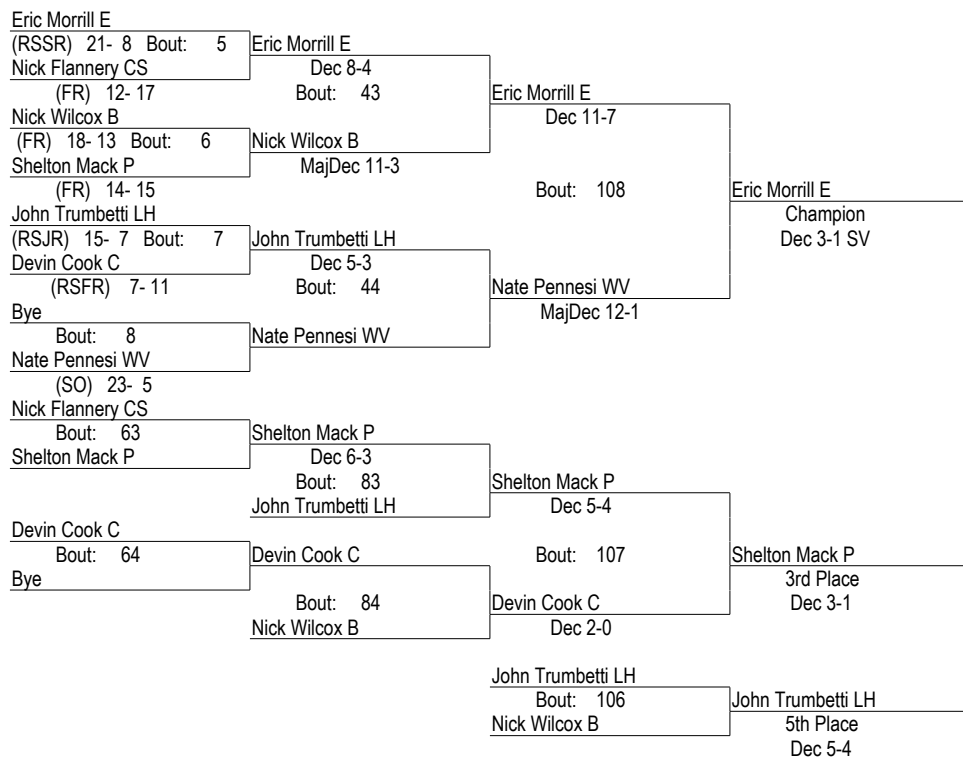 Eric Morrill E
(RSSR) 21- 8 Bout: 5
Nick Flannery CS
(FR) 12- 17
Nick Wilcox B
(FR) 18- 13 Bout: 6
Shelton Mack P
(FR) 14- 15
John Trumbetti LH
(RSJR) 15- 7 Bout: 7
Devin Cook C
(RSFR) 7- 11
Bye
Bout: 8
Nate Pennesi WV
(SO) 23- 5
Eric Morrill E
Dec 8-4
Bout: 43
Nick Wilcox B
MajDec 11-3
John Trumbetti LH
Dec 5-3
Bout: 44
Nate Pennesi WV
Eric Morrill E
Dec 11-7
Bout: 108
Nate Pennesi WV
MajDec 12-1
Eric Morrill E
Champion
Dec 3-1 SV
Nick Flannery CS
Bout: 63
Shelton Mack P
Devin Cook C
Bout: 64
Bye
Shelton Mack P
Dec 6-3
Bout: 83
John Trumbetti LH
Devin Cook C
Bout: 84
Nick Wilcox B
Shelton Mack P
Dec 5-4
Bout: 107
Devin Cook C
Dec 2-0
Shelton Mack P
3rd Place
Dec 3-1
John Trumbetti LH
Bout: 106
Nick Wilcox B
John Trumbetti LH
5th Place
Dec 5-4